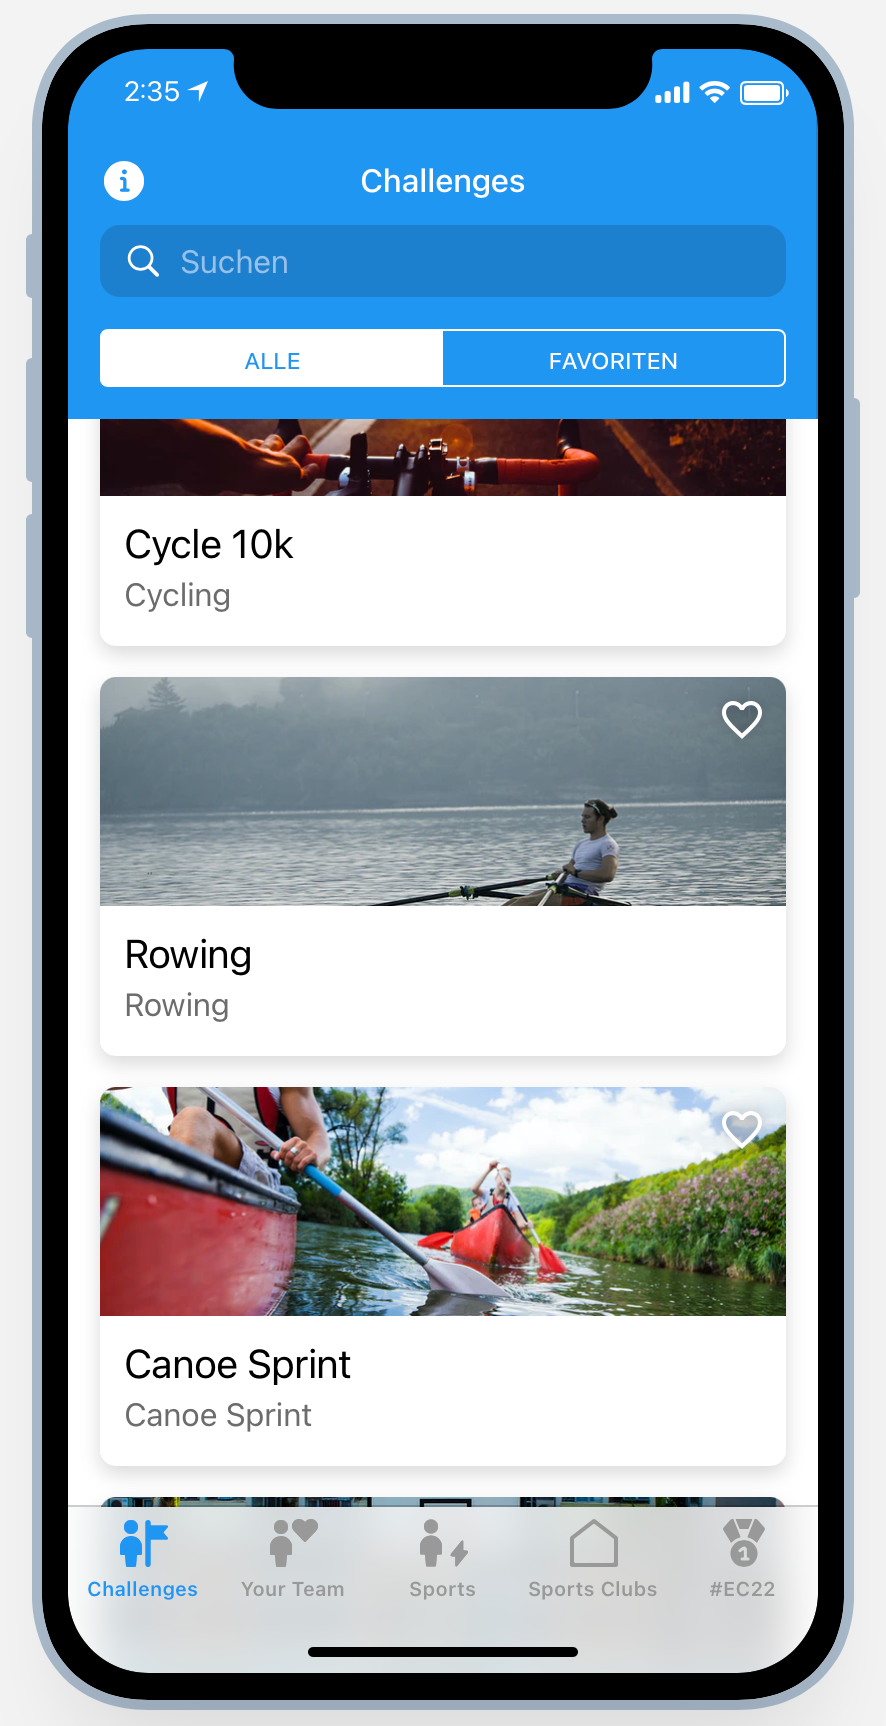 2:35
Challenges
Suchen
ALLE
FAVORITEN
Cycle 10k
Cycling
Rowing
Rowing
Canoe Sprint
Canoe Sprint
Challenges
Your Team
Sports
Sports Clubs
1
#EC22